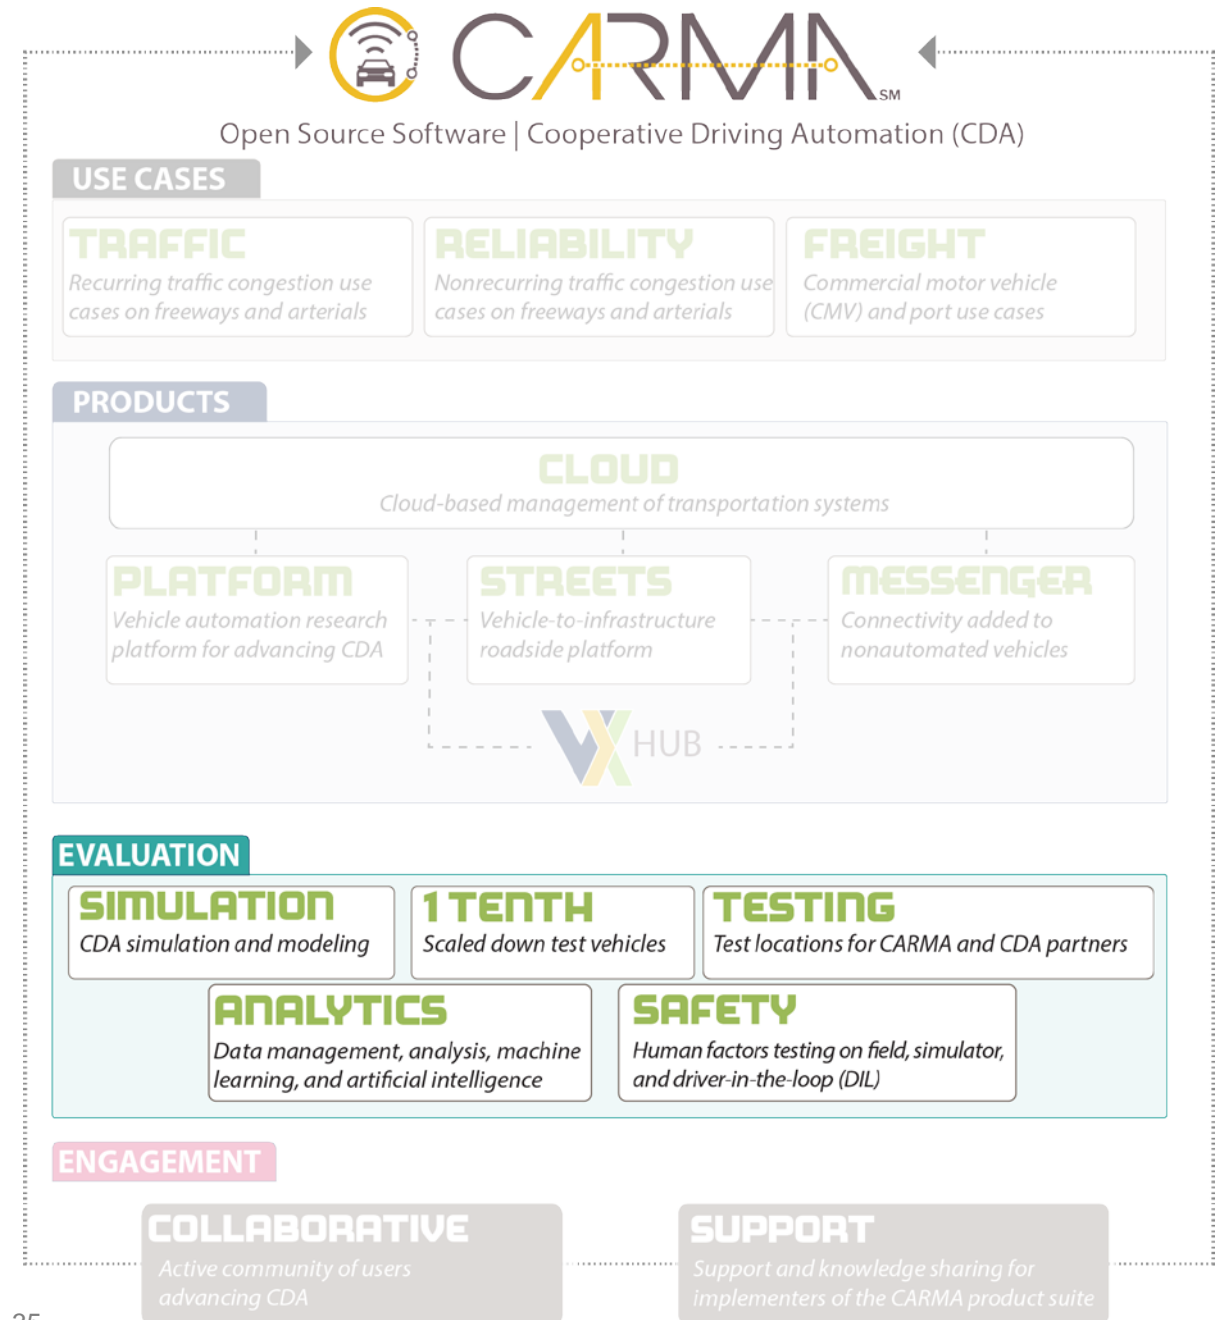 CARMA SM
Open Source Software | Cooperative Driving Automation (CDA)
USE CASES
TRAFFIC
Recurring traffic congestion use
cases on freeways and arterials
RELIABILITY
Nonrecurring traffic congestion use
cases on freeways and arterials
FREIGHT
Commercial motor vehicle
(CMV) and port use cases
PRODUCTS
CLOUD
Cloud-based management of transportation systems
PLATFORM
Vehicle automation research
platform for advancing CDA
STREETS
Vehicle-to-infrastructure
roadside platform
MESSENGER
Connectivity added to
nonautomated vehicles
VX HUB
EVALUATION
SIMULATION
CDA simulation and modeling
1 TENTH
Scaled down test vehicles
TESTING
Test locations for CARMA and CDA partners
ANALYTICS
Data management, analysis, machine
learning, and artificial intelligence
SAFETY
Human factors testing on field, simulator,
and driver-in-the-loop (DIL)
ENGAGEMENT
COLLABORATIVE
Active community of users
advancing CDA
SUPPORT
Support and knowledge sharing for
implementers of the CARMA product suite